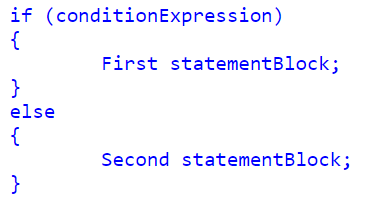 if (conditionExpression)
{
        First statementBlock;
}
else
{
        Second statementBlock;
}